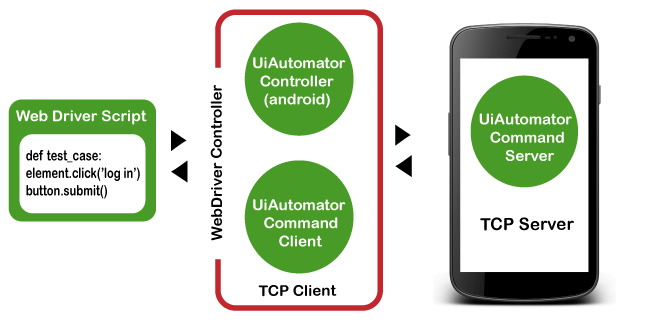 Web Driver Script
def test_case:
element.click('log in')
button.submit()
WebDriver Controller
UiAutomator
Controller
(android)
UiAutomator
Command
Client
TCP Client
UiAutomator
Command
Server
TCP Server